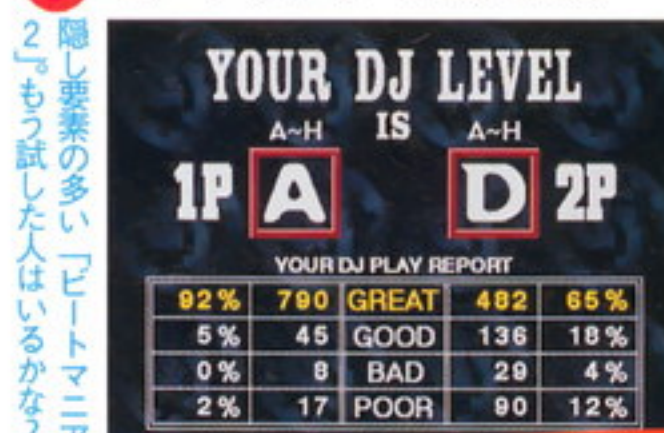 隠し要素の多い「ビートマニア
2」。もう試した人はいるかな?
YOUR DJ LEVEL
IS
A~H A~H
1P A D 2P
YOUR DJ PLAY REPORT
92% 790 GREAT 482 65%
5% 45 GOOD 136 18%
0% 8 BAD 29 4%
2% 17 POOR 90 12%